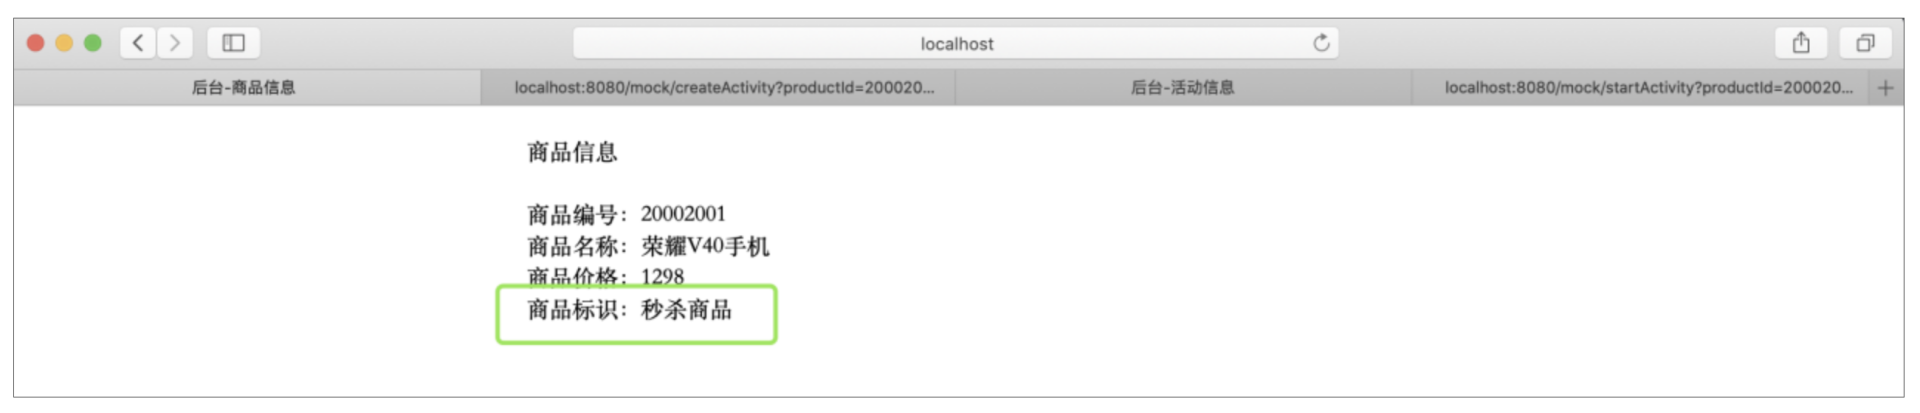 localhost
后台-商品信息
localhost:8080/mock/createActivity?productId=200020...
后台-活动信息
localhost:8080/mock/startActivity?productId=200020...
商品信息
商品编号：20002001
商品名称：荣耀V40手机
商品价格：1298
商品标识：秒杀商品